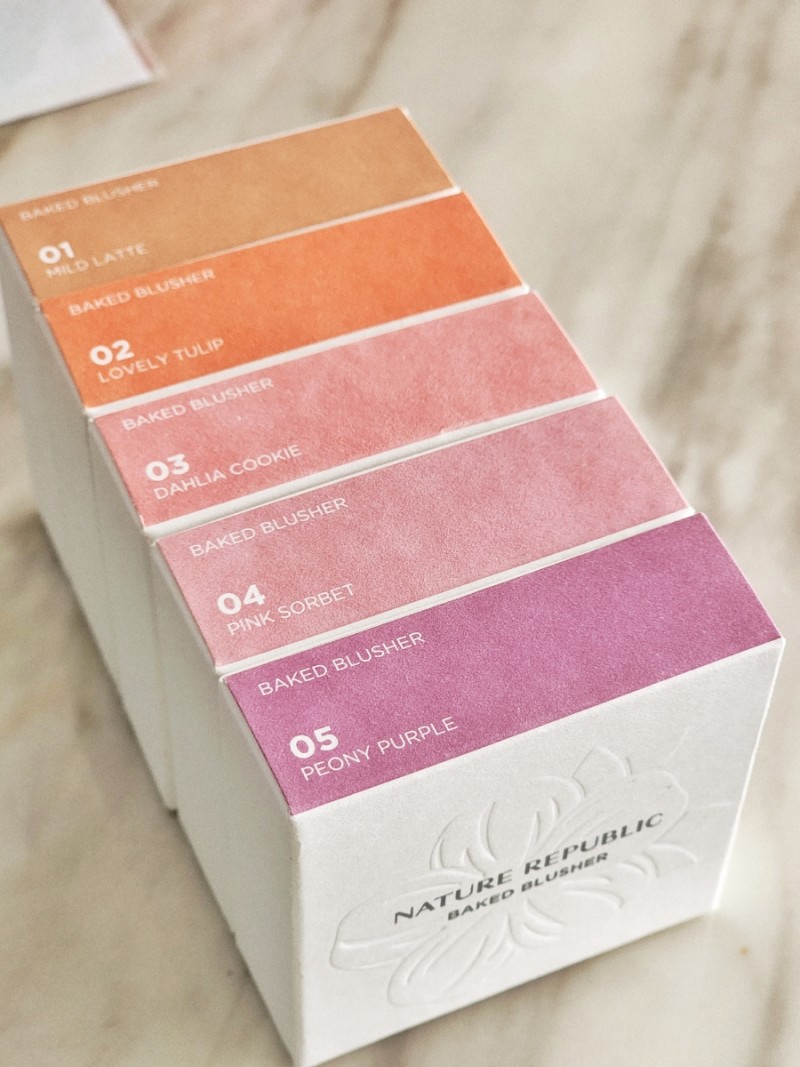 BAKED BLUSHER
01
MILD LATTE
BAKED BLUSHER
02
LOVELY TULIP
BAKED BLUSHER
03
DAHLIA COOKIE
BAKED BLUSHER
04
PINK SORBET
BAKED BLUSHER
05
PEONY PURPLE
NATURE REPUBLIC
BAKED BLUSHER